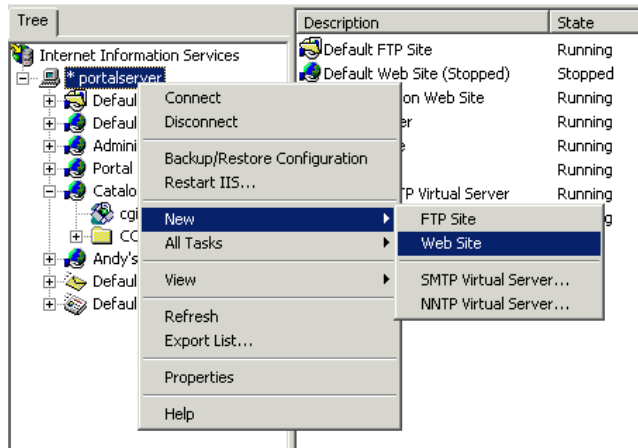 Tree
Description State
Internet Information Services
* portalserver
Defaul
Defaul
Admini
Portal
Catalo
cgi
CC
Andy's
Defaul
Defaul
Default FTP Site Running
Default Web Site (Stopped) Stopped
on Web Site Running
er Running
Running
Running
TP Virtual Server Running
g
Connect
Disconnect
Backup/Restore Configuration
Restart IIS...
New
All Tasks
View
Refresh
Export List...
Properties
Help
FTP Site
Web Site
SMTP Virtual Server...
NNTP Virtual Server...